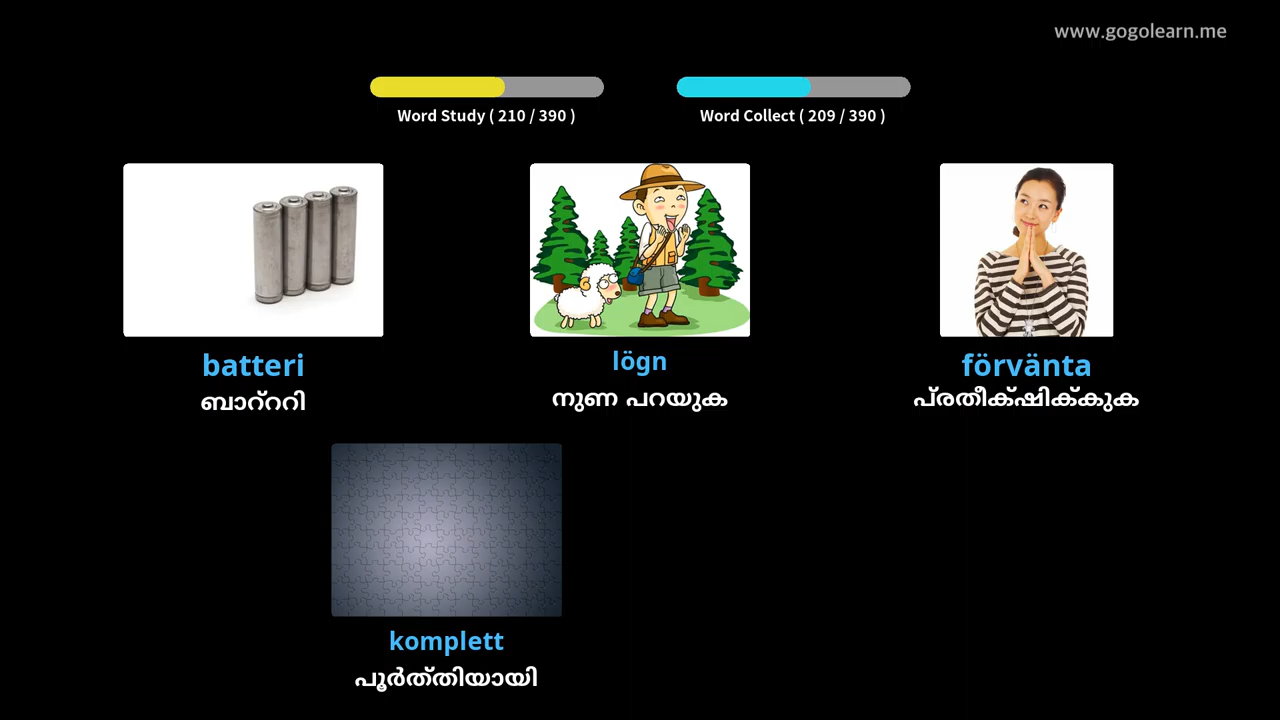 www.gogolearn.me
Word Study ( 210 / 390 )
Word Collect ( 209 / 390 )
batteri
ബാറ്ററി
lögn
നുണ പറയുക
förvänta
പ്രതീക്ഷിക്കുക
komplett
പൂർത്തിയായി